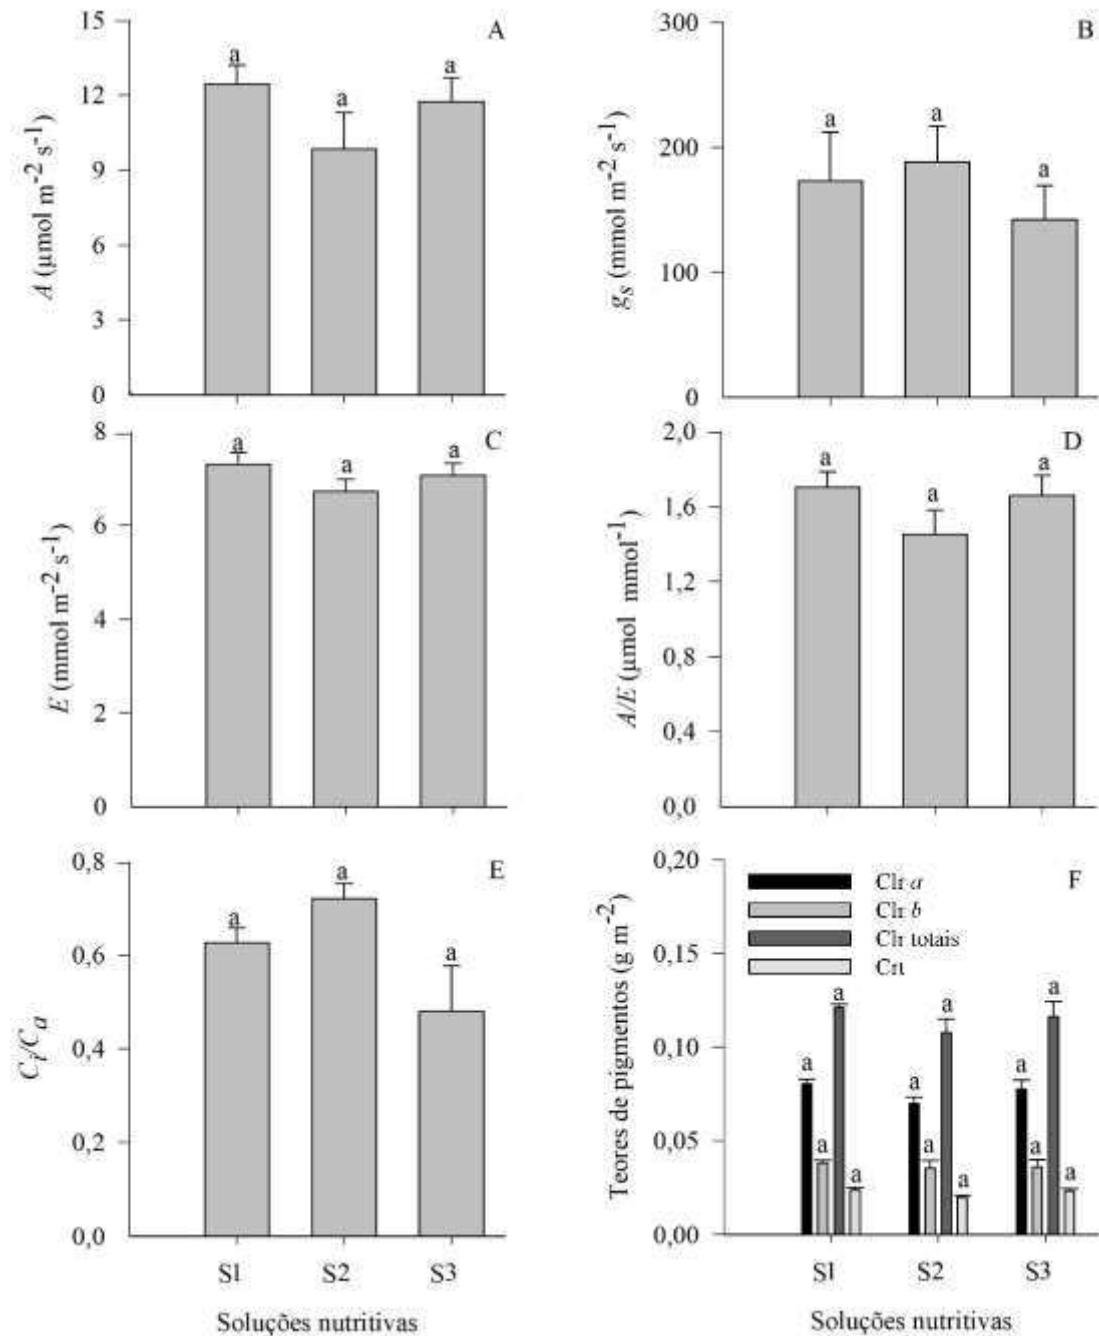 A
A (µmol m-2 s-1)
15
12
9
6
3
0
a
a
a
B
gs (mmol m-2 s-1)
300
200
100
0
a
a
a
C
E (mmol m-2 s-1)
8
6
4
2
0
a
a
a
D
A/E (µmol mmol-1)
2,0
1,6
1,2
0,8
0,4
0,0
a
a
a
E
Ci/Ca
0,8
0,6
0,4
0,2
0,0
a
a
a
S1 S2 S3
Soluções nutritivas
F
Teores de pigmentos (g m-2)
0,20
0,15
0,10
0,05
0,00
Clr a
Clr b
Clr totais
Crt
a a a a
a a a a
a a a a
S1 S2 S3
Soluções nutritivas